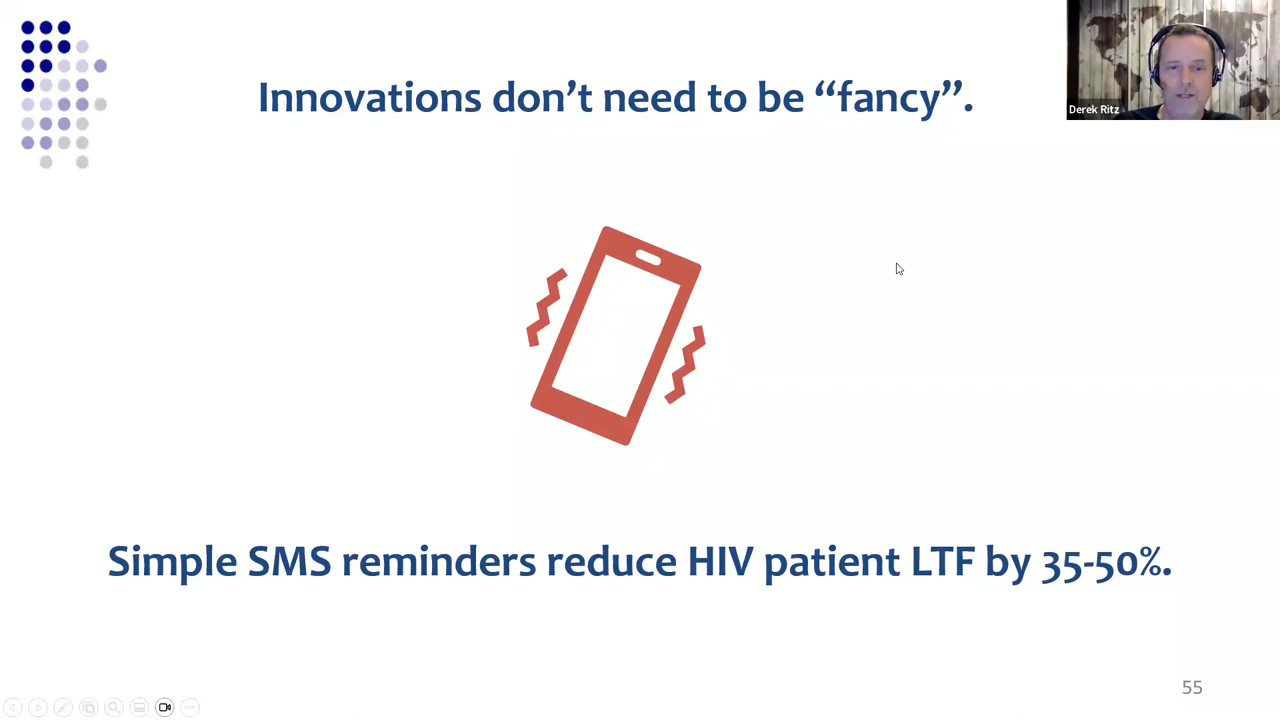 Innovations don’t need to be “fancy”.
Derek Ritz
Simple SMS reminders reduce HIV patient LTF by 35-50%.
55